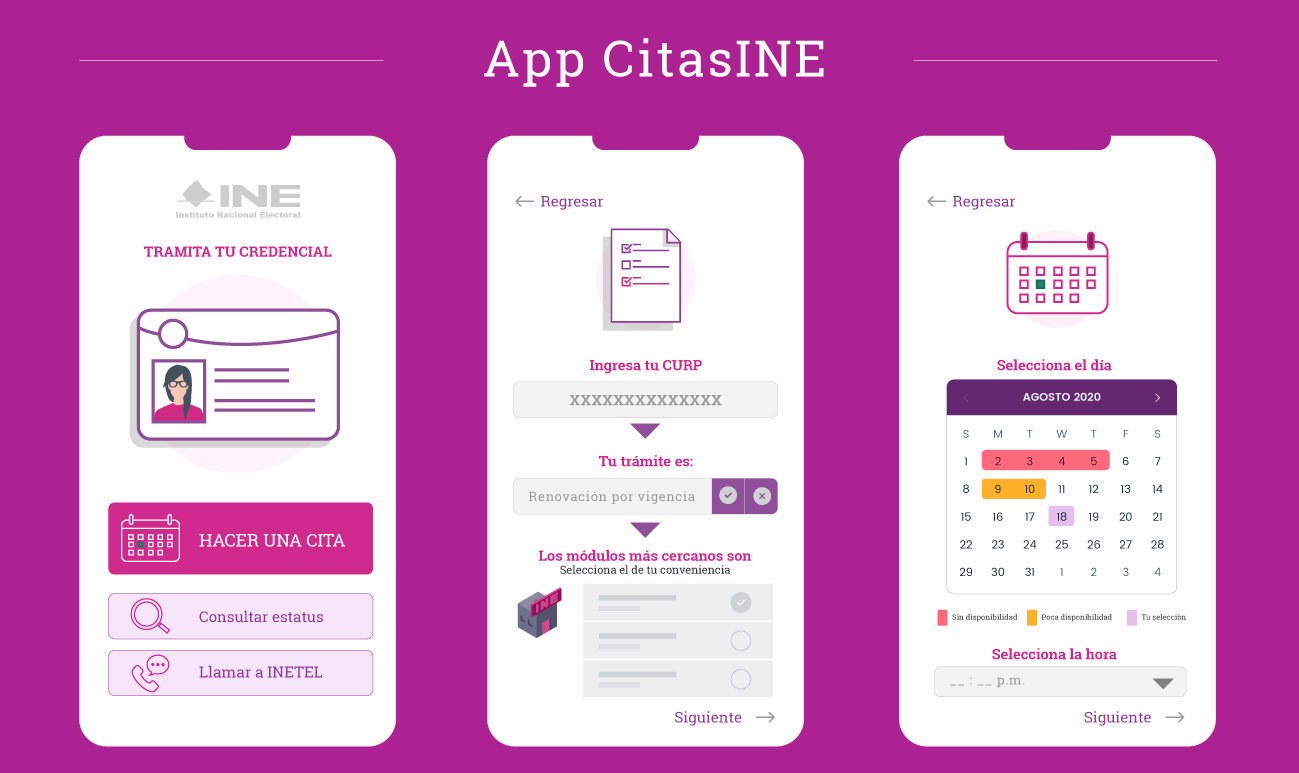 App CitasINE
INE
Instituto Nacional Electoral
TRAMITA TU CREDENCIAL
HACER UNA CITA
Consultar estatus
Llamar a INETEL
Regresar
Ingresa tu CURP
XXXXXXXXXXXXXX
Tu trámite es:
Renovación por vigencia
Los módulos más cercanos son
Selecciona el de tu conveniencia
INE
Siguiente
Regresar
Selecciona el día
AGOSTO 2020
S M T W T F S
1 2 3 4 5 6 7
8 9 10 11 12 13 14
15 16 17 18 19 20 21
22 23 24 25 26 27 28
29 30 31 1 2 3 4
Sin disponibilidad Poca disponibilidad Tu selección
Selecciona la hora
__ : __ p.m.
Siguiente